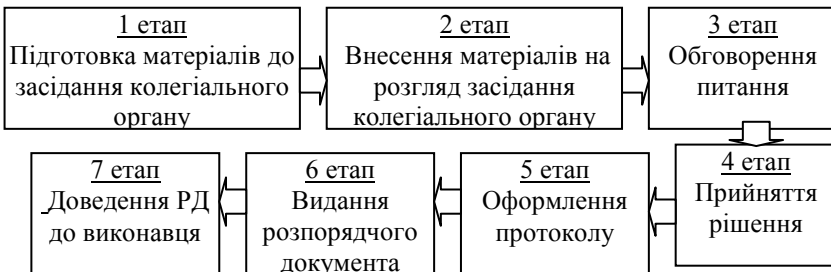 1 етап
Підготовка матеріалів до
засідання колегіального
органу
2 етап
Внесення матеріалів на
розгляд засідання
колегіального органу
3 етап
Обговорення
питання
4 етап
Прийняття
рішення
5 етап
Оформлення
протоколу
6 етап
Видання
розпорядчого
документа
7 етап
Доведення РД
до виконавця